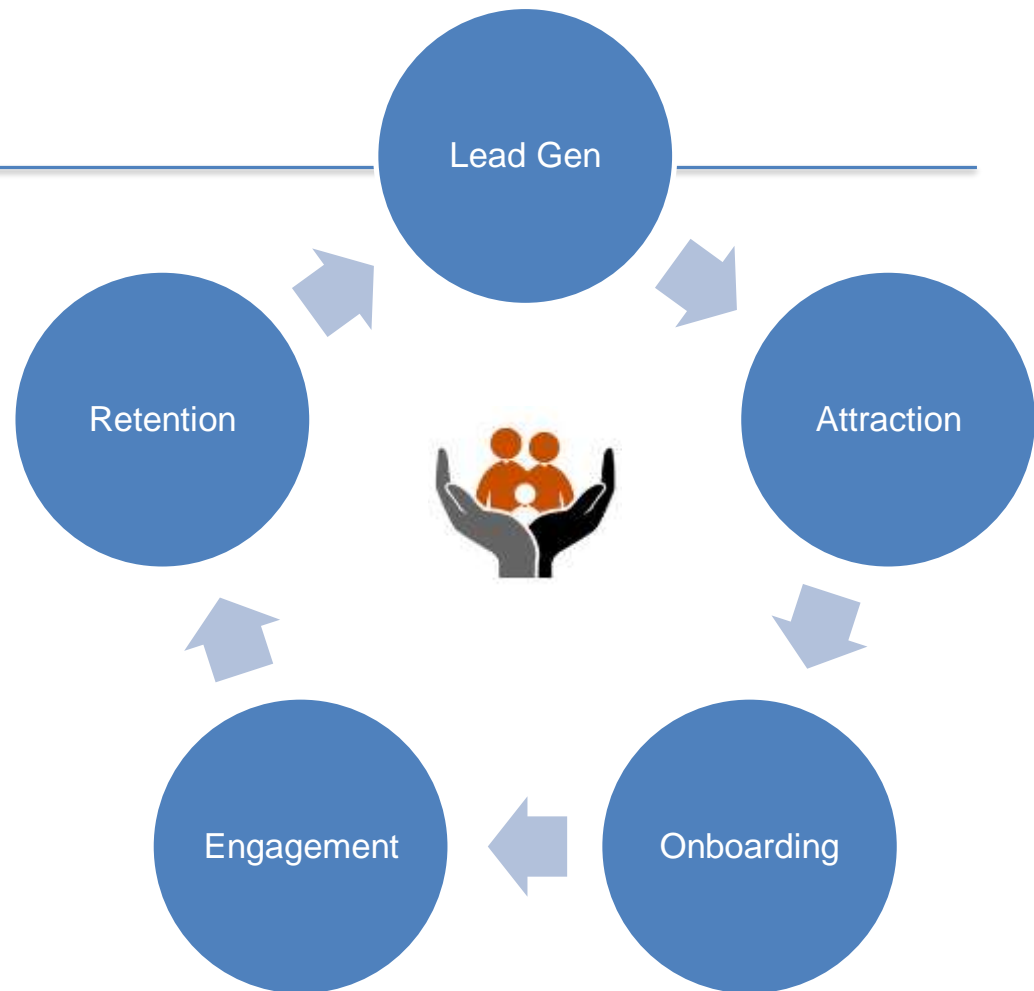 Lead Gen
Attraction
Onboarding
Engagement
Retention